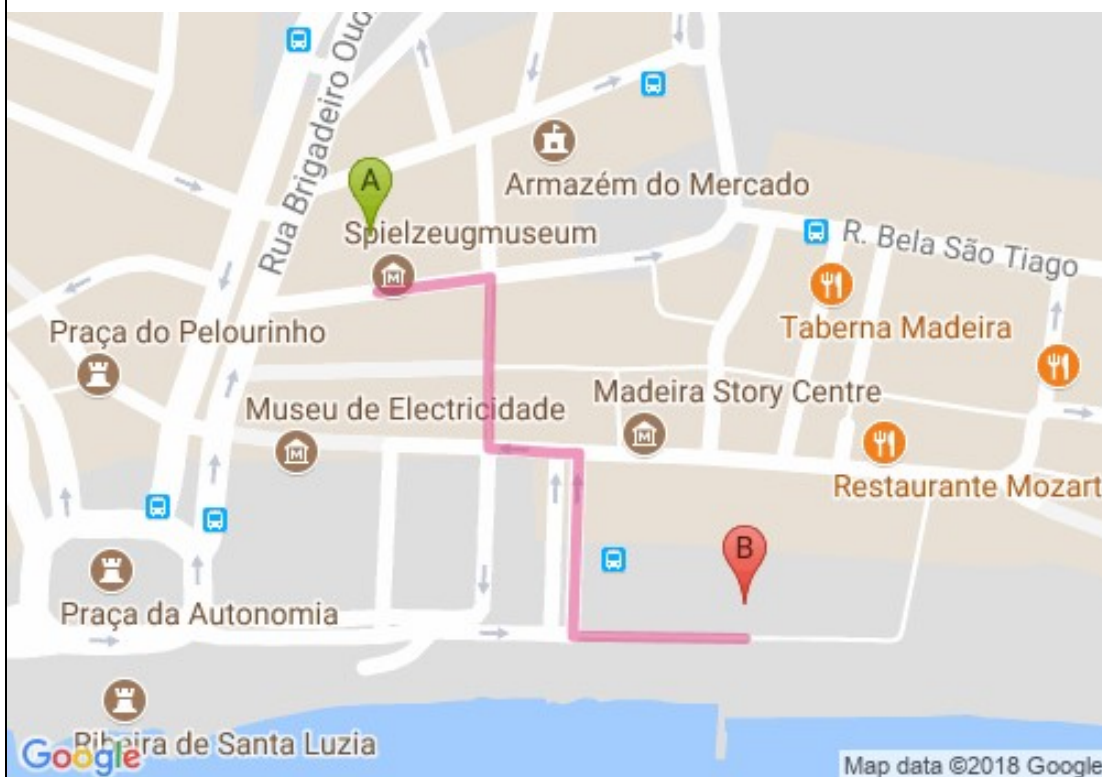 Rua Brigadeiro Oud
A
Armazém do Mercado
Spielzeugmuseum
R. Bela São Tiago
Praça do Pelourinho
Taberna Madeira
Museu de Electricidade
Madeira Story Centre
Restaurante Mozart
B
Praça da Autonomia
Ribeira de Santa Luzia
Google
Map data ©2018 Google